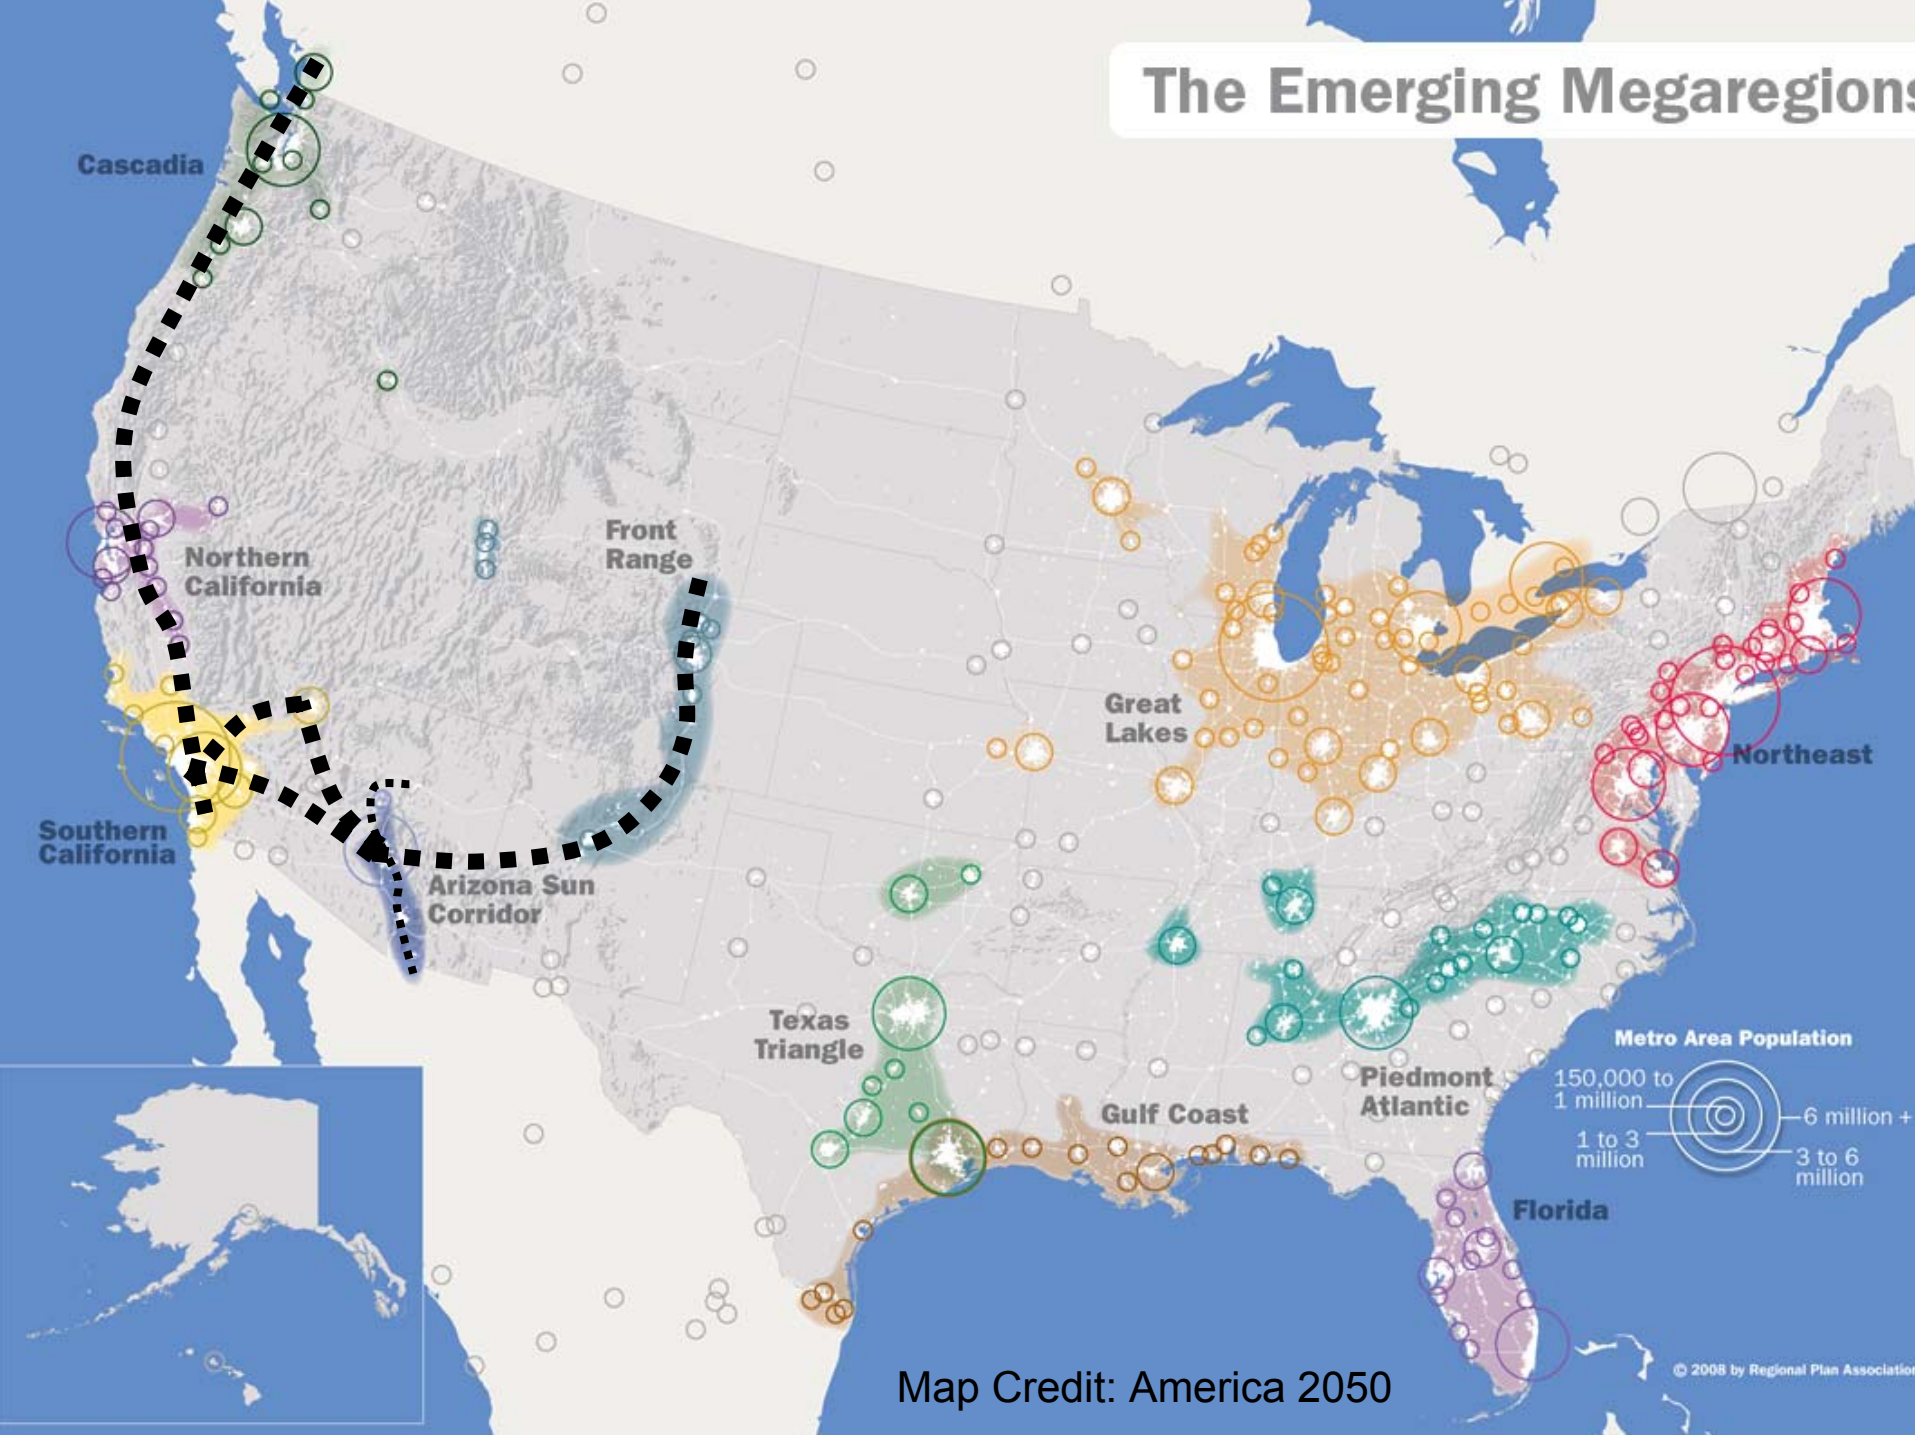 The Emerging Megaregions
Cascadia
Front
Range
Northern
California
Great
Lakes
Northeast
Southern
California
Arizona Sun
Corridor
Texas
Triangle
Piedmont
Atlantic
Gulf Coast
Metro Area Population
150,000 to
1 million
6 million +
1 to 3
million
3 to 6
million
Florida
© 2008 by Regional Plan Association
Map Credit: America 2050